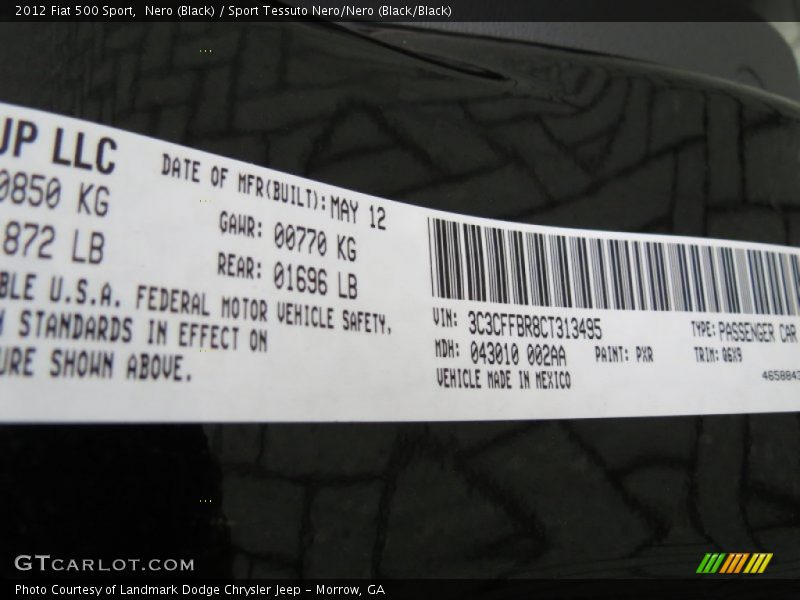 2012 Fiat 500 Sport,  Nero (Black) / Sport Tessuto Nero/Nero (Black/Black)
UP LLC
DATE OF MFR(BUILT): MAY 12
0850 KG
GAWR: 00770 KG
872 LB
REAR: 01696 LB
BLE U.S.A. FEDERAL MOTOR VEHICLE SAFETY,
STANDARDS IN EFFECT ON
URE SHOWN ABOVE.
VIN: 3C3CFFBR8CT313495
TYPE: PASSENGER CAR
MDH: 043010 002AA
PAINT: PXR
TRIM: Q6X9
VEHICLE MADE IN MEXICO
465884
GTCARLOT.COM
Photo Courtesy of Landmark Dodge Chrysler Jeep – Morrow, GA